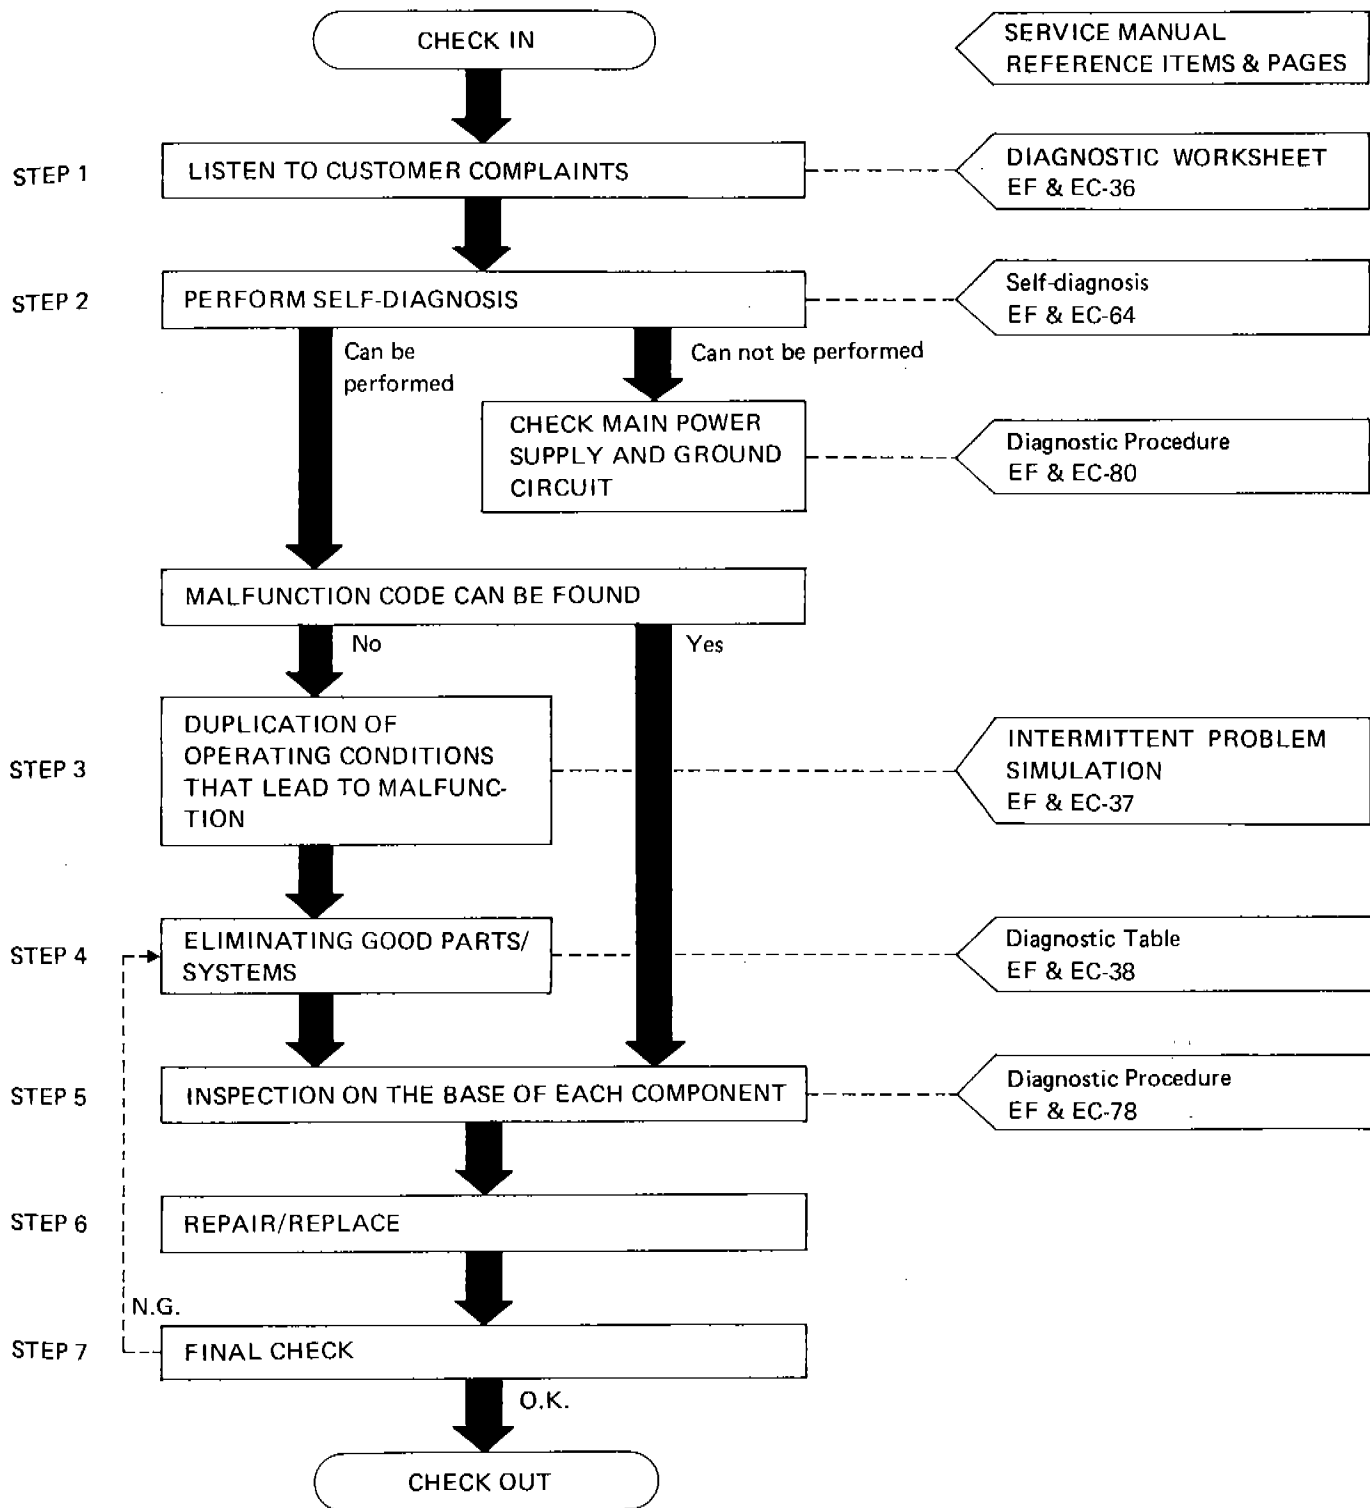 CHECK IN
SERVICE MANUAL
REFERENCE ITEMS & PAGES
STEP 1
LISTEN TO CUSTOMER COMPLAINTS
DIAGNOSTIC WORKSHEET
EF & EC-36
STEP 2
PERFORM SELF-DIAGNOSIS
Self-diagnosis
EF & EC-64
Can be
performed
Can not be performed
CHECK MAIN POWER
SUPPLY AND GROUND
CIRCUIT
Diagnostic Procedure
EF & EC-80
MALFUNCTION CODE CAN BE FOUND
No
Yes
STEP 3
DUPLICATION OF
OPERATING CONDITIONS
THAT LEAD TO MALFUNC-
TION
INTERMITTENT PROBLEM
SIMULATION
EF & EC-37
STEP 4
ELIMINATING GOOD PARTS/
SYSTEMS
Diagnostic Table
EF & EC-38
STEP 5
INSPECTION ON THE BASE OF EACH COMPONENT
Diagnostic Procedure
EF & EC-78
STEP 6
REPAIR/REPLACE
N.G.
STEP 7
FINAL CHECK
O.K.
CHECK OUT